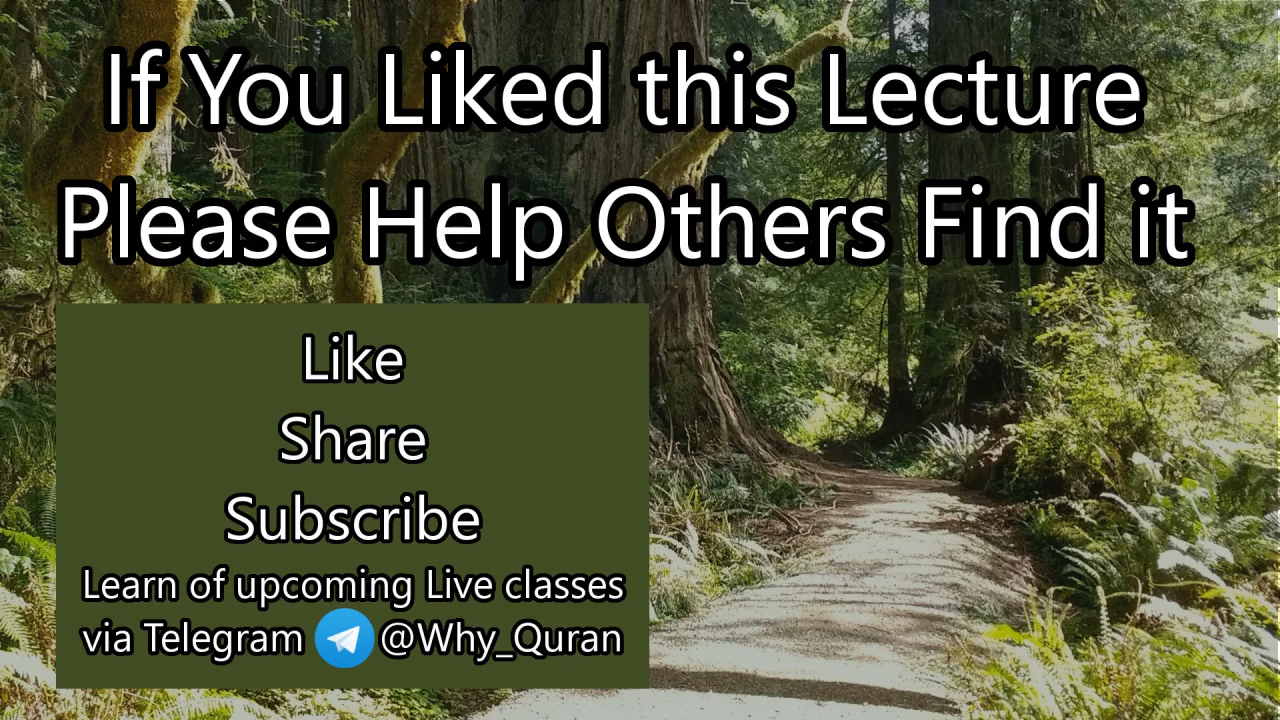 If You Liked this Lecture
Please Help Others Find it
Like
Share
Subscribe
Learn of upcoming Live classes
via Telegram @Why_Quran